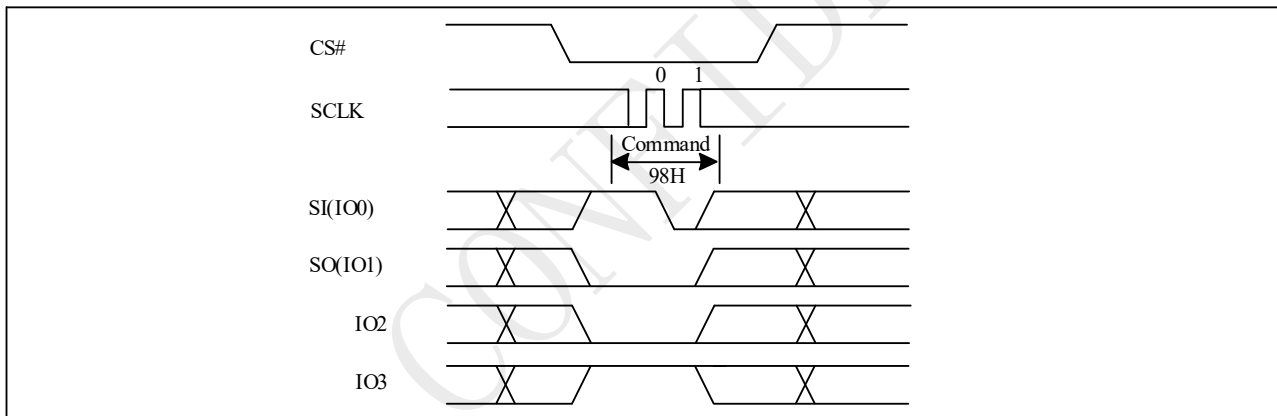 CS#
0 1
SCLK
Command
98H
SI(IO0)
SO(IO1)
IO2
IO3